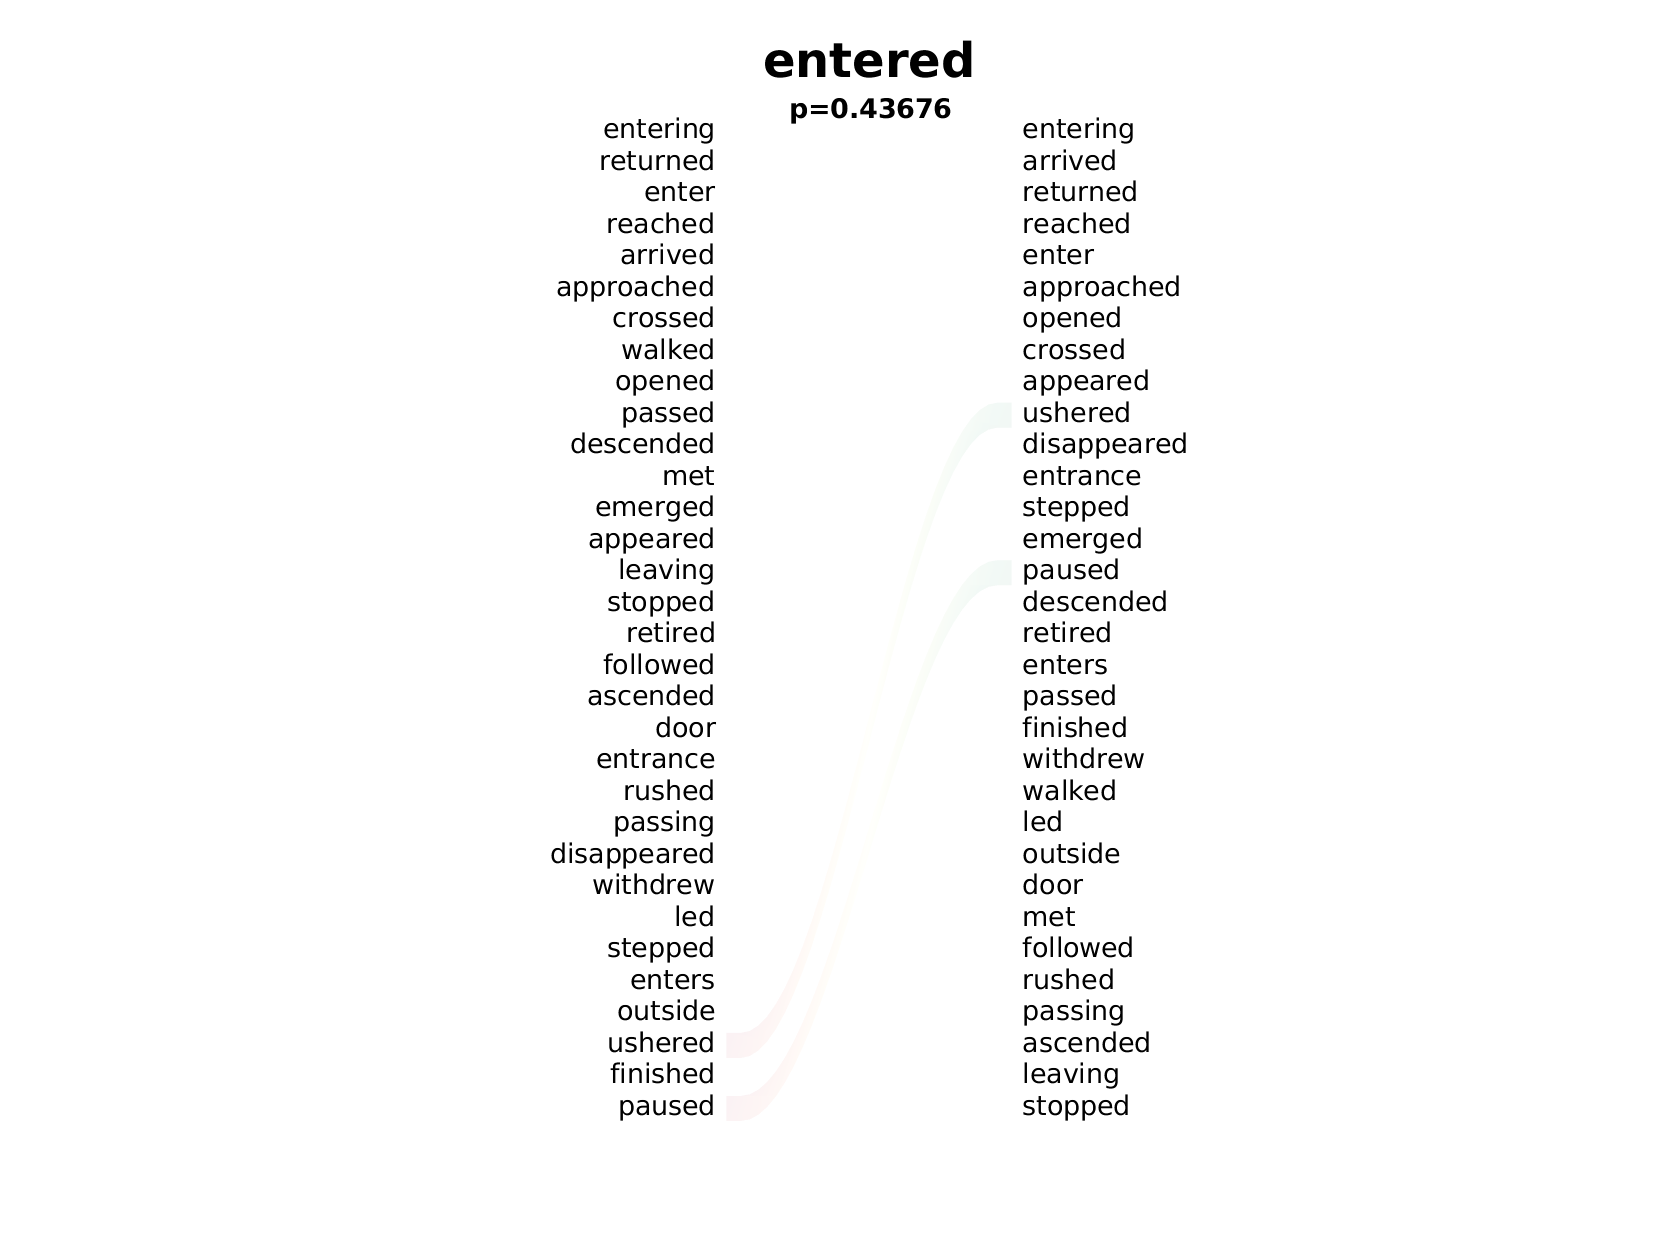 entered
p=0.43676
entering
returned
enter
reached
arrived
approached
crossed
walked
opened
passed
descended
met
emerged
appeared
leaving
stopped
retired
followed
ascended
door
entrance
rushed
passing
disappeared
withdrew
led
stepped
enters
outside
ushered
finished
paused
entering
arrived
returned
reached
enter
approached
opened
crossed
appeared
ushered
disappeared
entrance
stepped
emerged
paused
descended
retired
enters
passed
finished
withdrew
walked
led
outside
door
met
followed
rushed
passing
ascended
leaving
stopped